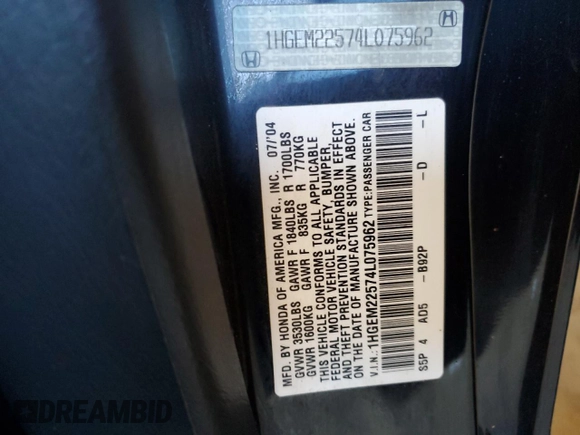 1HGEM22574L075962
MFD. BY HONDA OF AMERICA MFG., INC. 07/'04
GVWR 3530LBS GAWR F 1840LBS R 1700LBS
GVWR 1600KG GAWR F 835KG R 770KG
THIS VEHICLE CONFORMS TO ALL APPLICABLE
FEDERAL MOTOR VEHICLE SAFETY, BUMPER,
AND THEFT PREVENTION STANDARDS IN EFFECT
ON THE DATE OF MANUFACTURE SHOWN ABOVE.
V.I.N.: 1HGEM22574L075962 TYPE:PASSENGER CAR
S5P 4 AD5 -B92P -D -L
DREAMBID